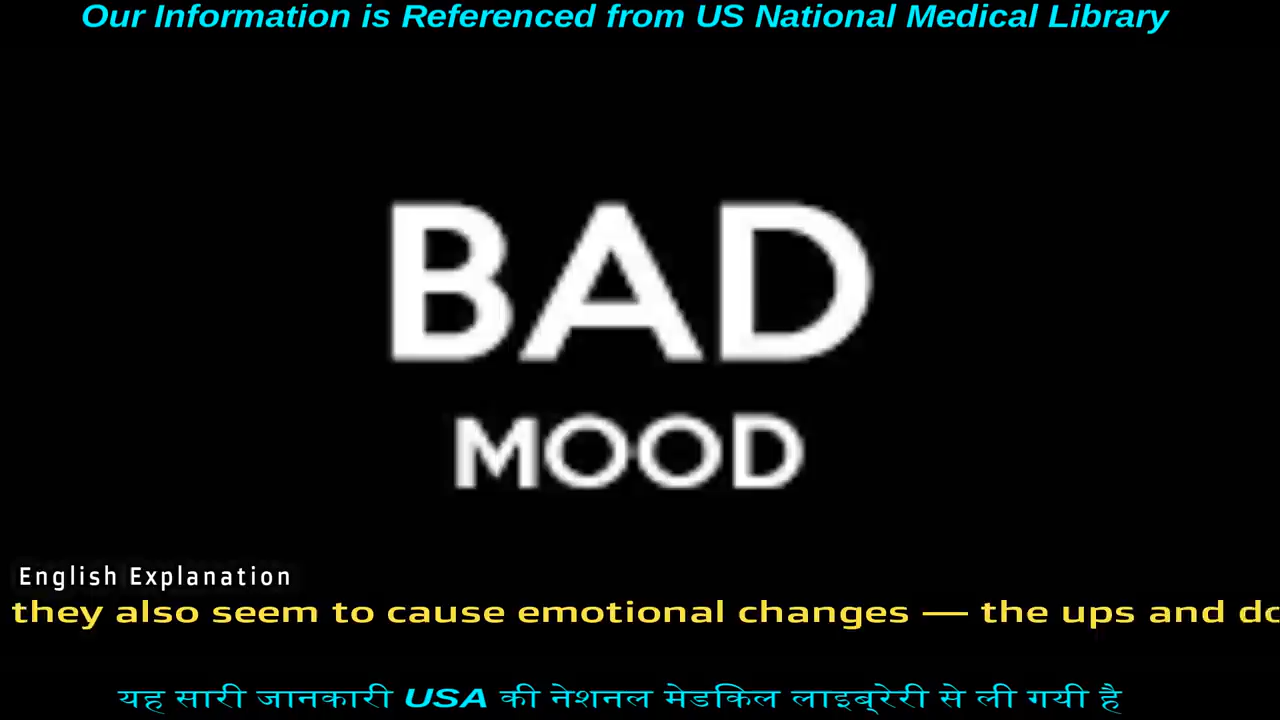 Our Information is Referenced from US National Medical Library
BAD
MOOD
English Explanation
they also seem to cause emotional changes — the ups and
यह सारी जानकारी USA की नेशनल मेडिकल लाइब्रेरी से ली गयी है